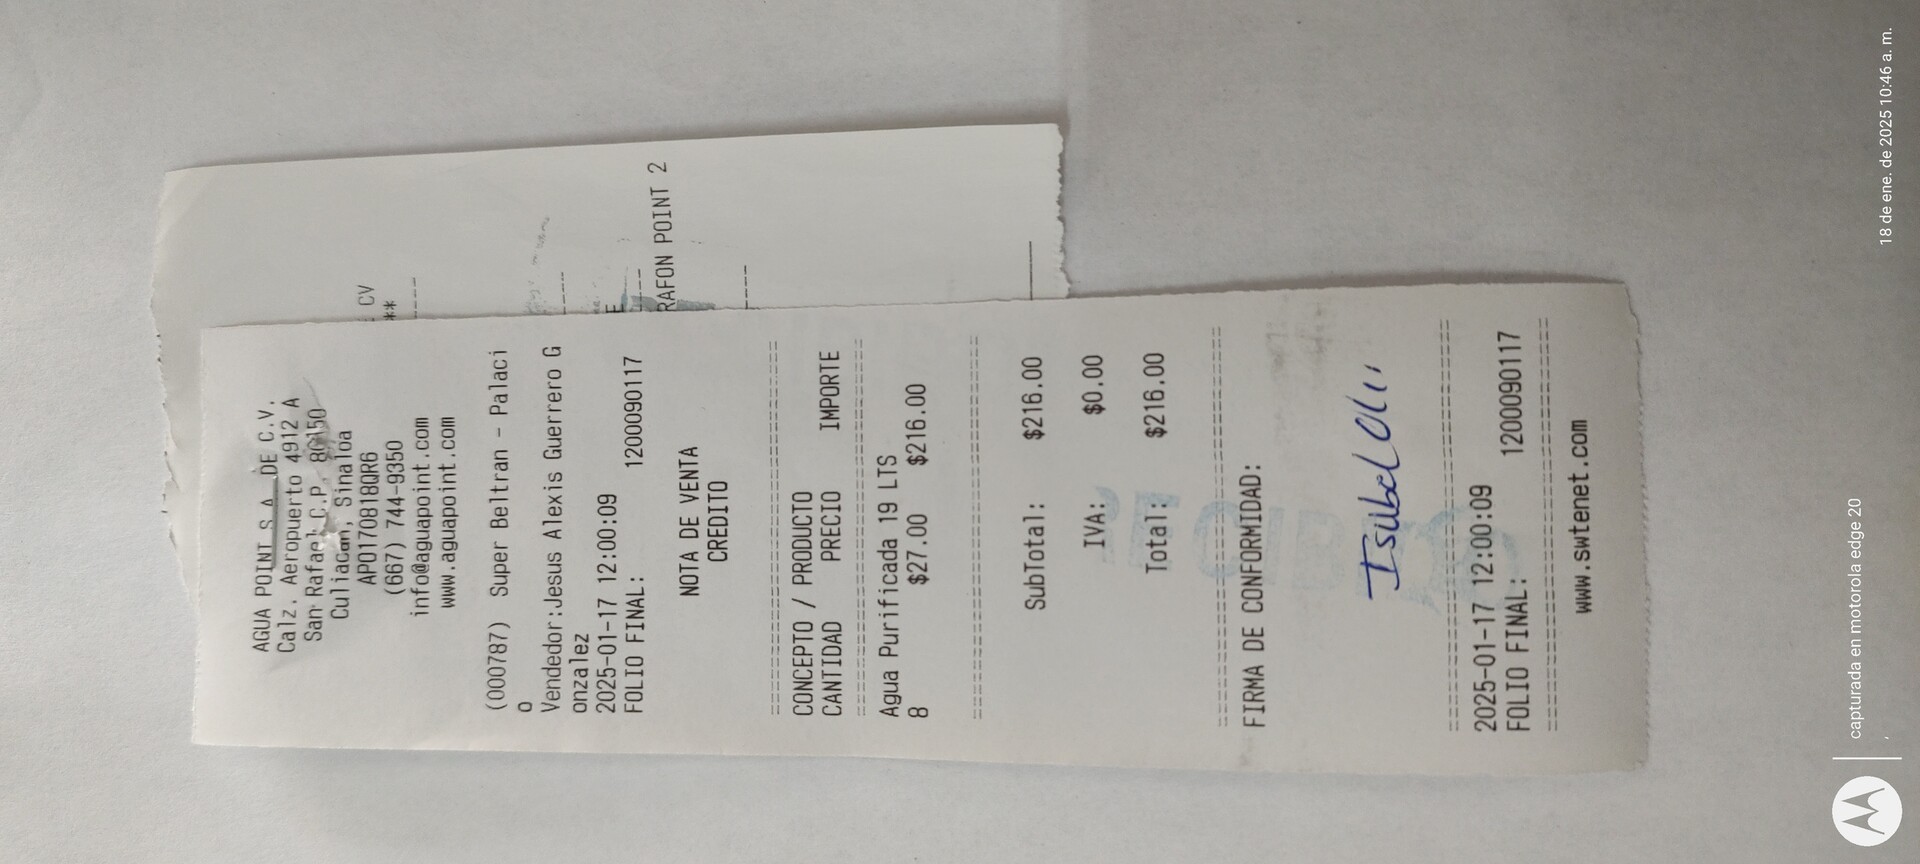 AGUA POINT S.A. DE C.V.
Calz. Aeropuerto 4912 A
San Rafael C.P. 80150
Culiacan, Sinaloa
APO170818QR6
(667) 744-9350
info@aguapoint.com
www.aguapoint.com
(000787) Super Beltran - Palaci
o
Vendedor:Jesus Alexis Guerrero G
onzalez
2025-01-17 12:00:09
FOLIO FINAL: 1200090117
NOTA DE VENTA
CREDITO
CONCEPTO / PRODUCTO
CANTIDAD PRECIO IMPORTE
Agua Purificada 19 LTS
8 $27.00 $216.00
SubTotal: $216.00
IVA: $0.00
Total: $216.00
FIRMA DE CONFORMIDAD:
Isabel
2025-01-17 12:00:09
FOLIO FINAL: 1200090117
www.swtenet.com
CV
**
E
RAFON POINT 2
capturada en motorola edge 20
18 de ene. de 2025 10:46 a. m.